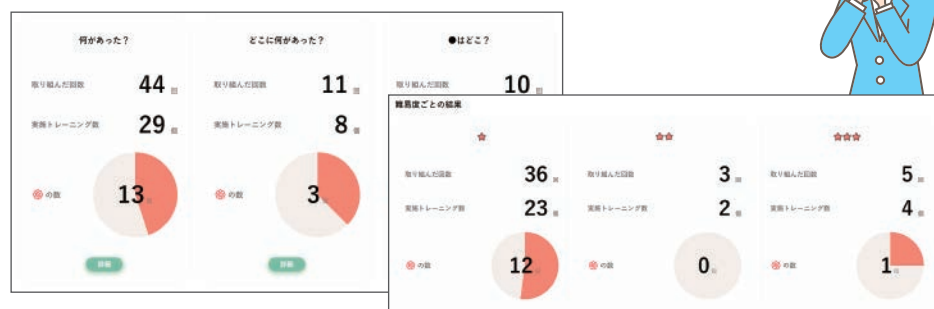 何があった？
取り組んだ回数 44 回
実施トレーニング数 29 個
の数 13 個
詳細
どこに何があった？
取り組んだ回数 11 回
実施トレーニング数 8 個
の数 3 個
詳細
●はどこ？
取り組んだ回数 10 回
難易度ごとの結果
取り組んだ回数 36 回
実施トレーニング数 23 個
の数 12 個
取り組んだ回数 3 回
実施トレーニング数 2 個
の数 0 個
取り組んだ回数 5 回
実施トレーニング数 4 個
の数 1 個